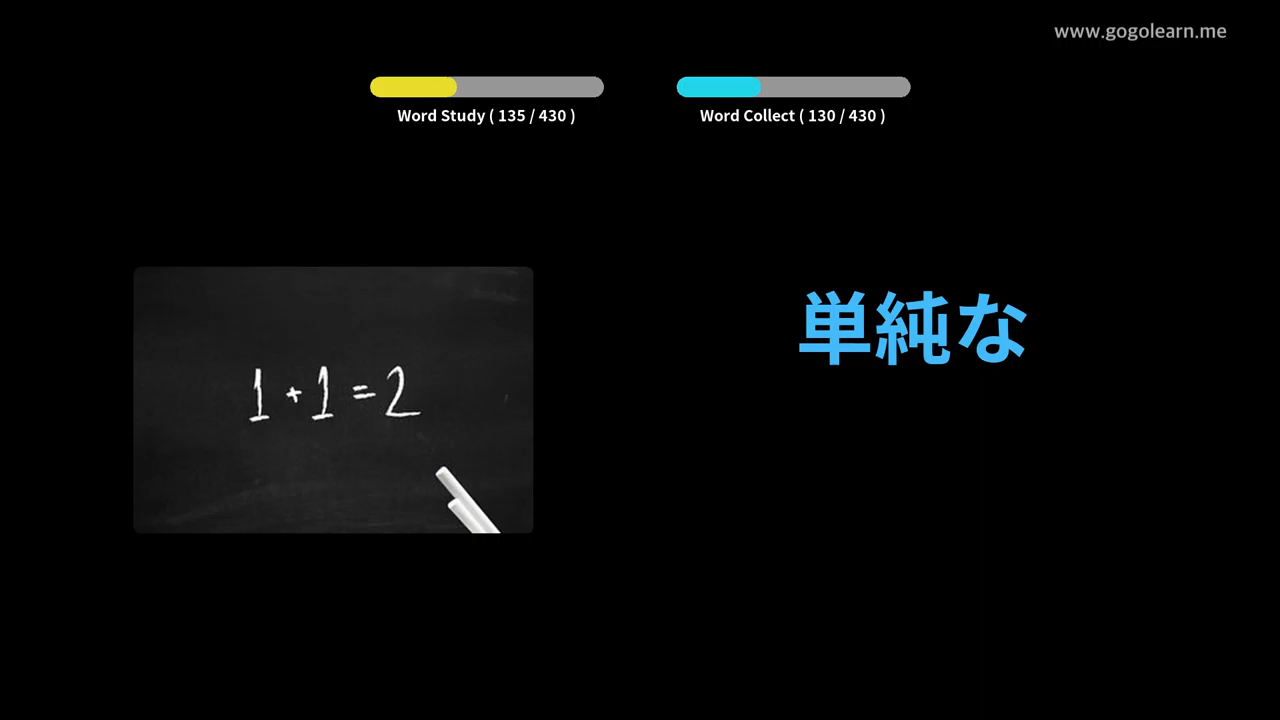 www.gogolearn.me
Word Study ( 135 / 430 )
Word Collect ( 130 / 430 )
1 + 1 = 2
単純な